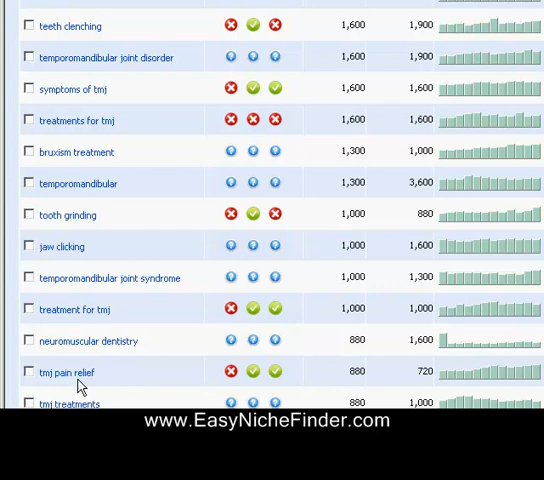 teeth clenching 1,600 1,900
temporomandibular joint disorder 1,600 1,900
symptoms of tmj 1,600 1,600
treatments for tmj 1,600 1,600
bruxism treatment 1,300 1,000
temporomandibular 1,300 3,600
tooth grinding 1,000 880
jaw clicking 1,000 1,600
temporomandibular joint syndrome 1,000 1,300
treatment for tmj 1,000 1,000
neuromuscular dentistry 880 1,600
tmj pain relief 880 720
tmj treatments 880 1,000
www.EasyNicheFinder.com